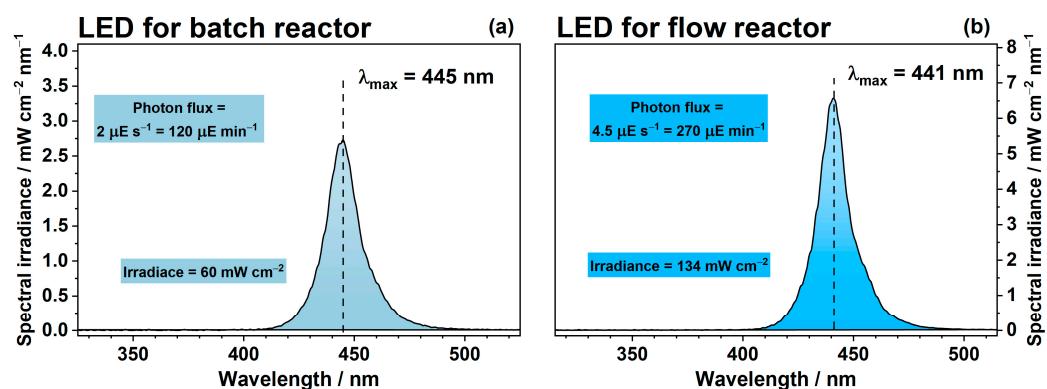 LED for batch reactor (a)
4.0
3.5
3.0
2.5
2.0
1.5
1.0
0.5
0.0
Spectral irradiance / mW cm⁻² nm⁻¹
λmax = 445 nm
Photon flux =
2 µE s⁻¹ = 120 µE min⁻¹
Irradiace = 60 mW cm⁻²
350 400 450 500
Wavelength / nm
LED for flow reactor (b)
λmax = 441 nm
Photon flux =
4.5 µE s⁻¹ = 270 µE min⁻¹
Irradiance = 134 mW cm⁻²
350 400 450 500
Wavelength / nm
8
7
6
5
4
3
2
1
0
Spectral irradiance / mW cm⁻² nm⁻¹